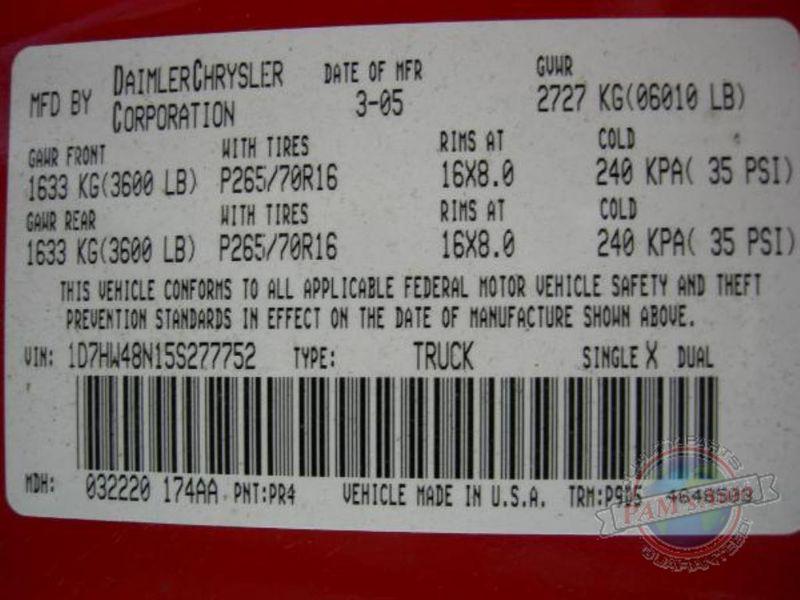 MFD BY DAIMLERCHRYSLER CORPORATION DATE OF MFR 3-05 GVWR 2727 KG(06010 LB)
GAWR FRONT WITH TIRES RIMS AT COLD
1633 KG(3600 LB) P265/70R16 16X8.0 240 KPA( 35 PSI)
GAWR REAR WITH TIRES RIMS AT COLD
1633 KG(3600 LB) P265/70R16 16X8.0 240 KPA( 35 PSI)
THIS VEHICLE CONFORMS TO ALL APPLICABLE FEDERAL MOTOR VEHICLE SAFETY AND THEFT
PREVENTION STANDARDS IN EFFECT ON THE DATE OF MANUFACTURE SHOWN ABOVE.
VIN: 1D7HW48N15S277752 TYPE: TRUCK SINGLE X DUAL
MDH: 032220 174AA PNT:PR4 VEHICLE MADE IN U.S.A. TRM:
PAM'S AUTO
GUARANTEED